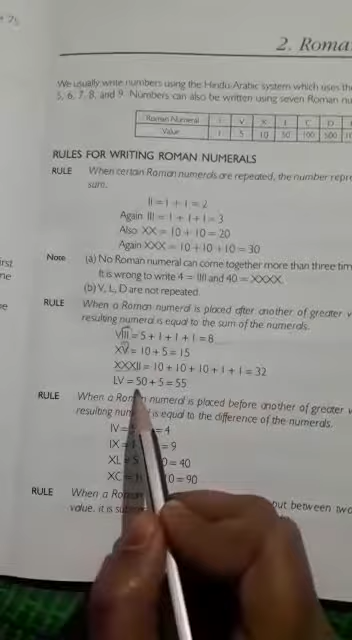 2. Roma
We usually write numbers using the Hindu Arabic system which uses the
5, 6, 7, 8, and 9. Numbers can also be written using seven Roman nu
Roman Numeral I V X L C D
Value 1 5 10 50 100 500
RULES FOR WRITING ROMAN NUMERALS
RULE When certain Roman numerals are repeated, the number repre
sum.
II = 1 + 1 = 2
Again III = 1 + 1 + 1 = 3
Also XX = 10 + 10 = 20
Again XXX = 10 + 10 + 10 = 30
Note (a) No Roman numeral can come together more than three tim
It is wrong to write 4 = IIII and 40 = XXXX.
(b) V, L, D are not repeated.
RULE When a Roman numeral is placed after another of greater v
resulting numeral is equal to the sum of the numerals.
VIII = 5 + 1 + 1 + 1 = 8
XV = 10 + 5 = 15
XXXII = 10 + 10 + 10 + 1 + 1 = 32
LV = 50 + 5 = 55
RULE When a Roman numeral is placed before another of greater v
resulting is equal to the difference of the numerals.
IV = 4
IX = 9
XL = 40
XC = 90
RULE When a Roman but between two
value, it is